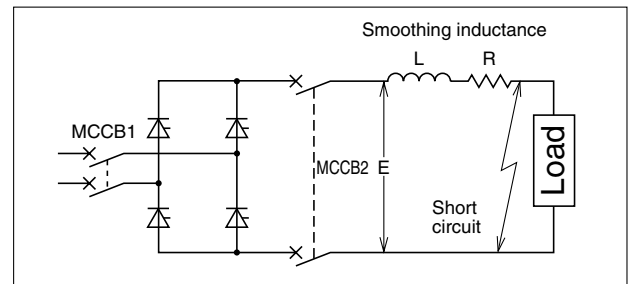 Smoothing inductance
L
R
MCCB1
MCCB2
E
Short
circuit
Load